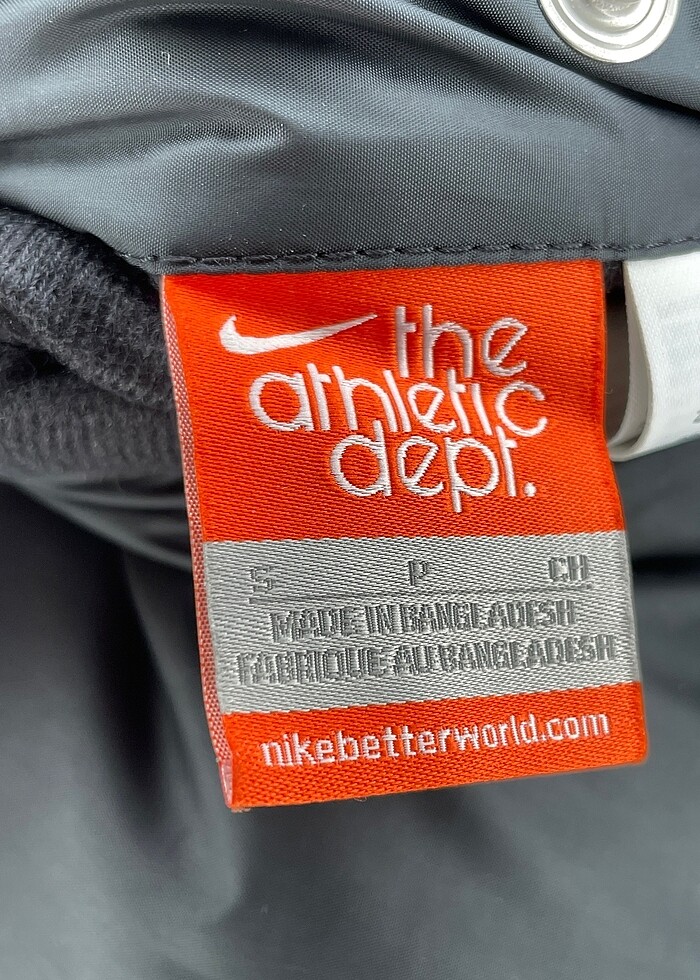 the
athletic
dept.
S P CH
MADE IN BANGLADESH
FABRIQUE AU BANGLADESH
nikebetterworld.com